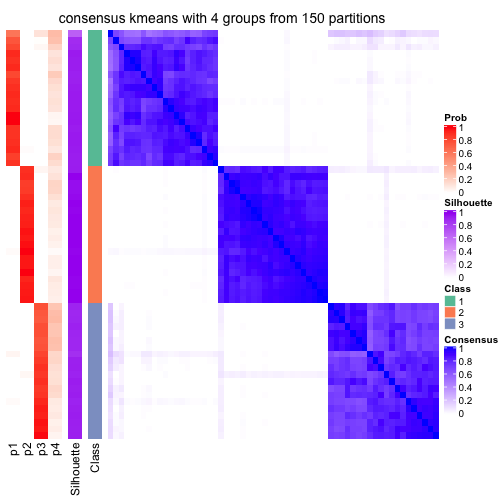 consensus kmeans with 4 groups from 150 partitions
Prob
1
0.8
0.6
0.4
0.2
0
Silhouette
1
0.8
0.6
0.4
0.2
0
Class
1
2
3
Consensus
1
0.8
0.6
0.4
0.2
0
p1
p2
p3
p4
Silhouette
Class